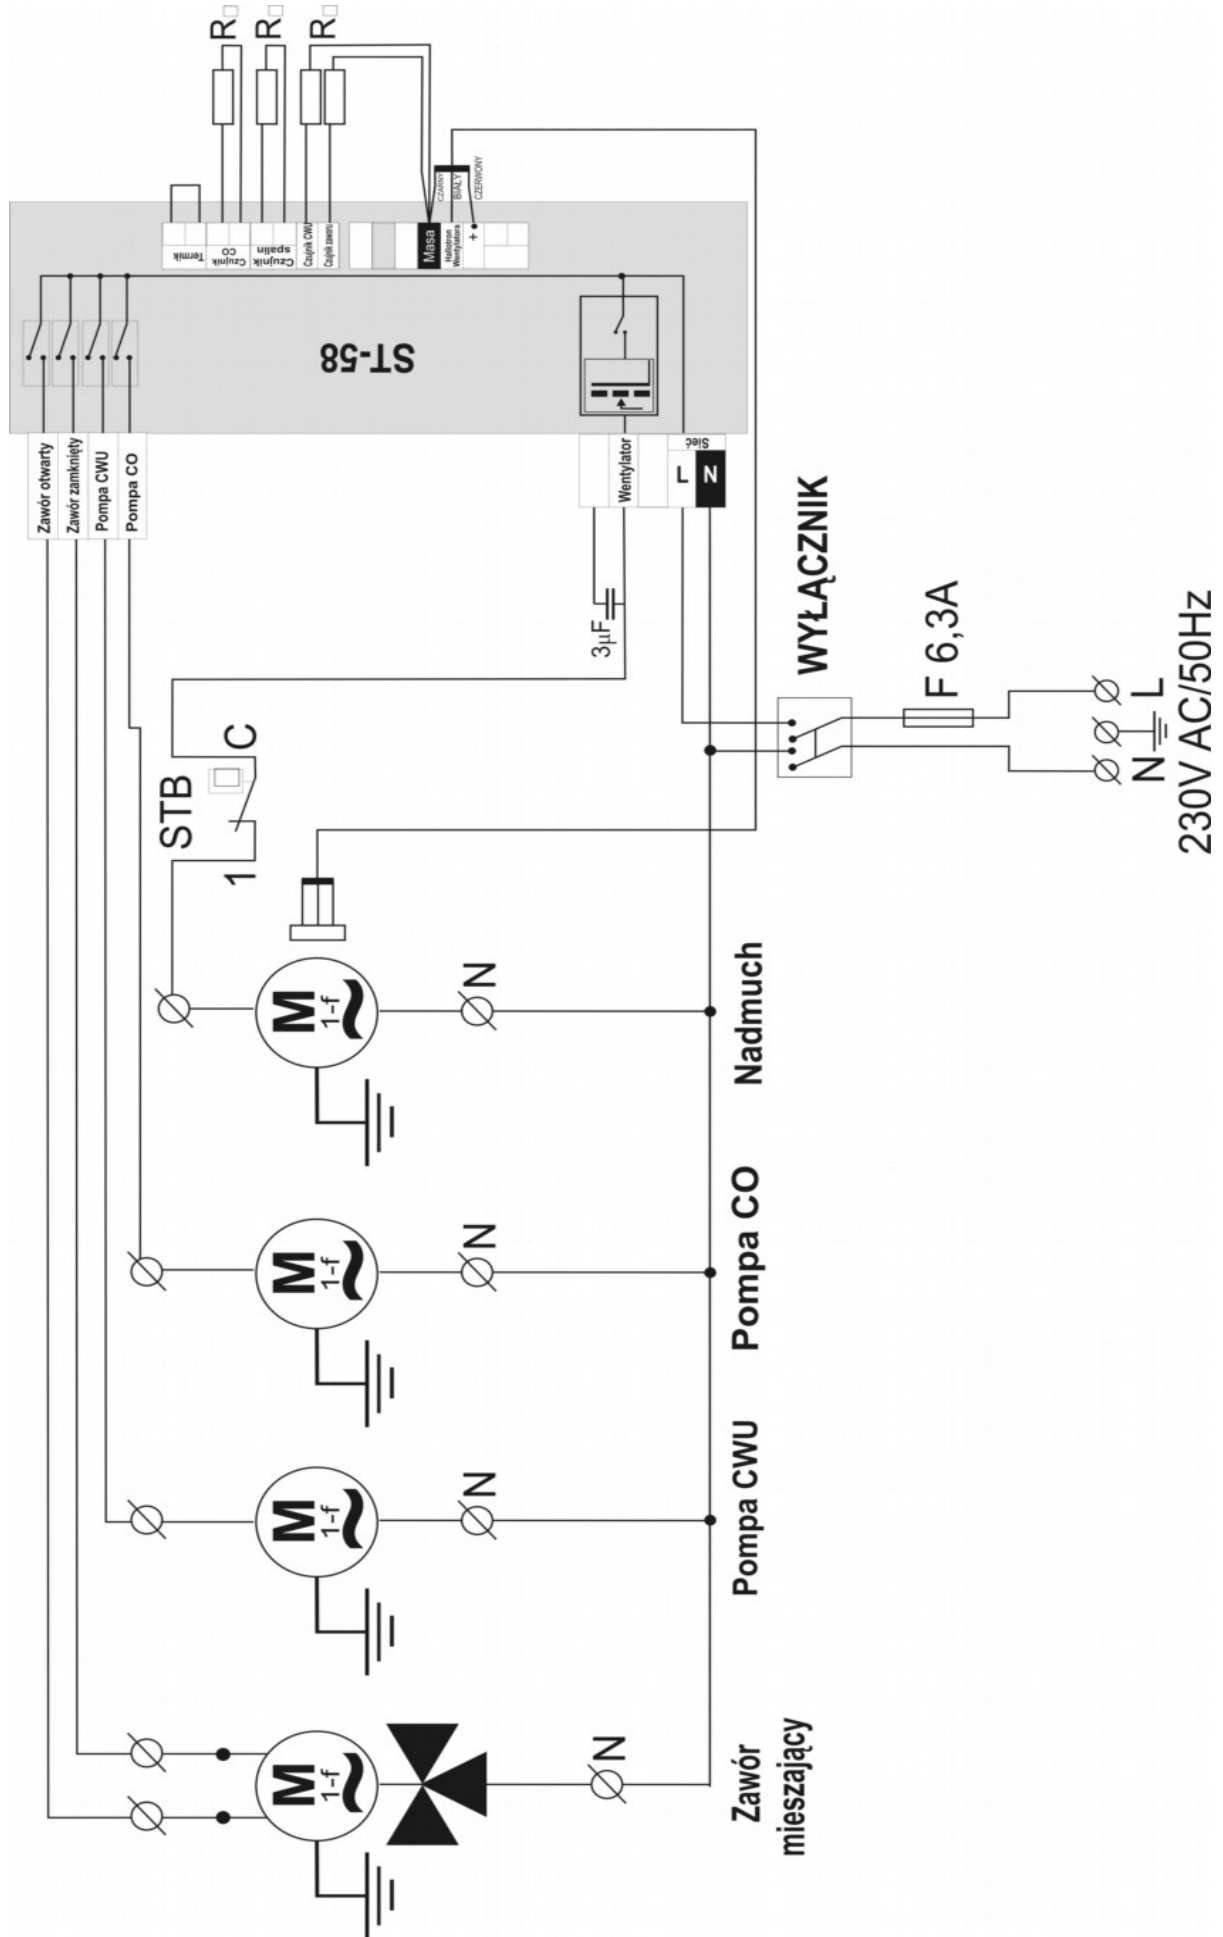 R
R
R
CZARNY
BIAŁY
CZERWONY
Termik
Czujnik
CO
Czujnik
spalin
Czujnik CWU
Czujnik zaworu
Masa
Hallotron
Wentylatora
+
ST-58
Zawór otwarty
Zawór zamknięty
Pompa CWU
Pompa CO
Wentylator
Sieć
L
N
3µF
WYŁĄCZNIK
F 6,3A
N
L
230V AC/50Hz
STB
C
1
M
1-f
N
Nadmuch
M
1-f
N
Pompa CO
M
1-f
N
Pompa CWU
M
1-f
N
Zawór
mieszający